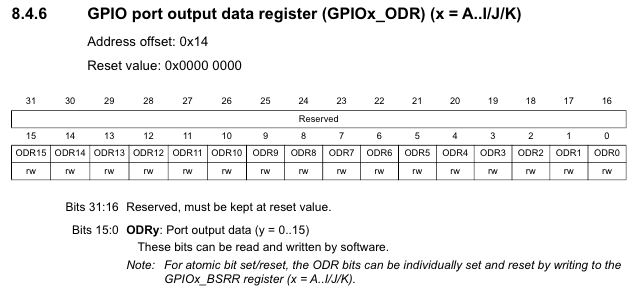 8.4.6 GPIO port output data register (GPIOx_ODR) (x = A..I/J/K)
Address offset: 0x14
Reset value: 0x0000 0000
31 30 29 28 27 26 25 24 23 22 21 20 19 18 17 16
Reserved
15 14 13 12 11 10 9 8 7 6 5 4 3 2 1 0
ODR15 ODR14 ODR13 ODR12 ODR11 ODR10 ODR9 ODR8 ODR7 ODR6 ODR5 ODR4 ODR3 ODR2 ODR1 ODR0
rw rw rw rw rw rw rw rw rw rw rw rw rw rw rw rw
Bits 31:16 Reserved, must be kept at reset value.
Bits 15:0 ODRy: Port output data (y = 0..15)
These bits can be read and written by software.
Note: For atomic bit set/reset, the ODR bits can be individually set and reset by writing to the
GPIOx_BSRR register (x = A..I/J/K).